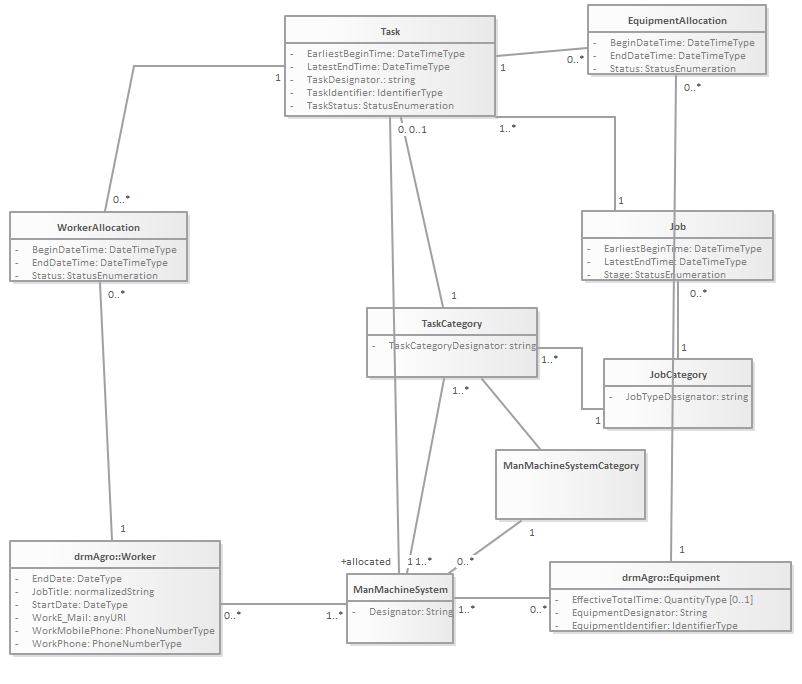 Task
- EarliestBeginTime: DateTimeType
- LatestEndTime: DateTimeType
- TaskDesignator.: string
- TaskIdentifier: IdentifierType
- TaskStatus: StatusEnumeration
EquipmentAllocation
- BeginDateTime: DateTimeType
- EndDateTime: DateTimeType
- Status: StatusEnumeration
1
1
0..*
0..*
0..
0..1
1..*
0..*
1
WorkerAllocation
- BeginDateTime: DateTimeType
- EndDateTime: DateTimeType
- Status: StatusEnumeration
Job
- EarliestBeginTime: DateTimeType
- LatestEndTime: DateTimeType
- Stage: StatusEnumeration
0..*
1
0..*
TaskCategory
- TaskCategoryDesignator: string
1
1..*
JobCategory
- JobTypeDesignator: string
1..*
1
ManMachineSystemCategory
1
1
1
drmAgro::Worker
- EndDate: DateType
- JobTitle: normalizedString
- StartDate: DateType
- WorkE_Mail: anyURI
- WorkMobilePhone: PhoneNumberType
- WorkPhone: PhoneNumberType
+allocated
1
1..*
0..*
ManMachineSystem
- Designator: String
drmAgro::Equipment
- EffectiveTotalTime: QuantityType [0..1]
- EquipmentDesignator: String
- EquipmentIdentifier: IdentifierType
0..*
1..*
1..*
0..*